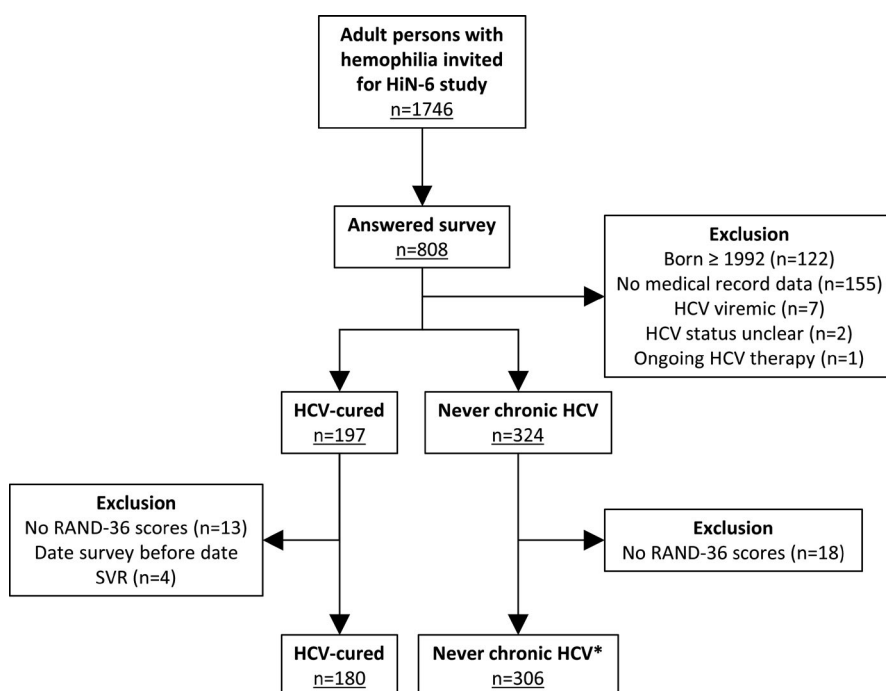 Adult persons with
hemophilia invited
for HiN-6 study
n=1746
Answered survey
n=808
Exclusion
Born ≥ 1992 (n=122)
No medical record data (n=155)
HCV viremic (n=7)
HCV status unclear (n=2)
Ongoing HCV therapy (n=1)
HCV-cured
n=197
Never chronic HCV
n=324
Exclusion
No RAND-36 scores (n=13)
Date survey before date
SVR (n=4)
Exclusion
No RAND-36 scores (n=18)
HCV-cured
n=180
Never chronic HCV*
n=306